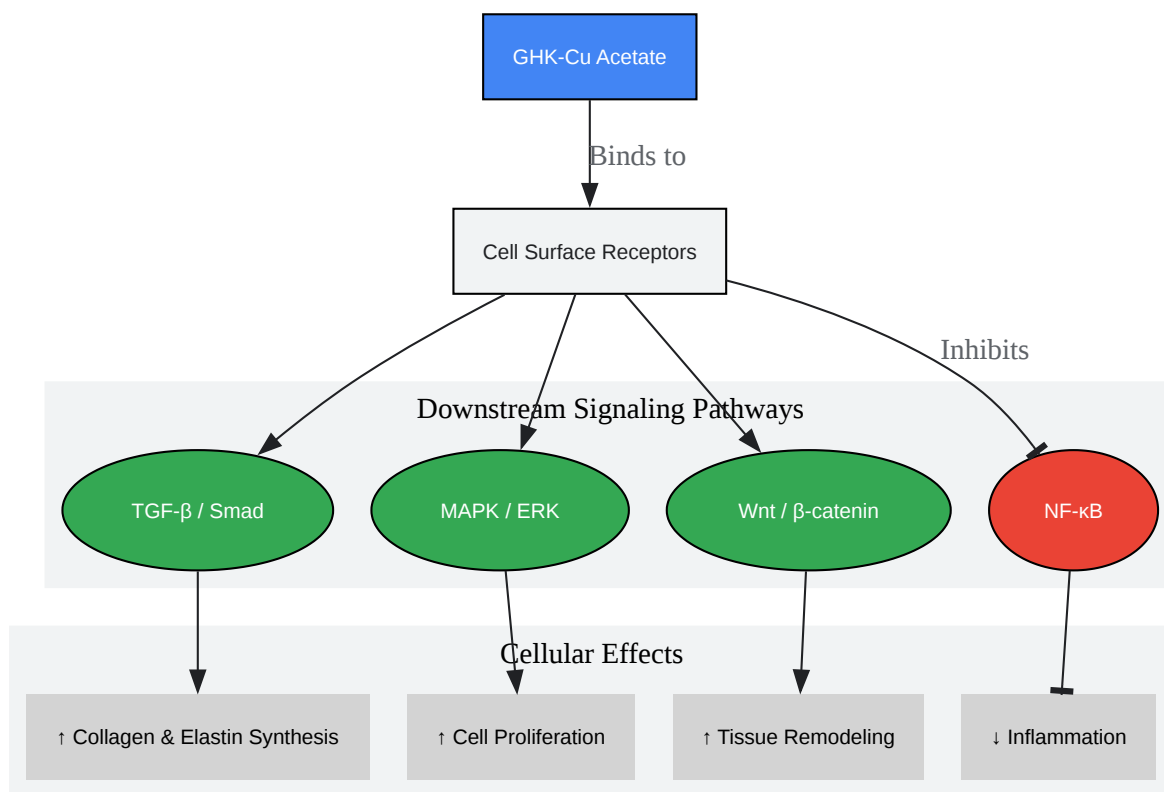 GHK-Cu Acetate
Binds to
Cell Surface Receptors
Inhibits
Downstream Signaling Pathways
TGF-β / Smad
MAPK / ERK
Wnt / β-catenin
NF-κB
Cellular Effects
↑ Collagen & Elastin Synthesis
↑ Cell Proliferation
↑ Tissue Remodeling
↓ Inflammation